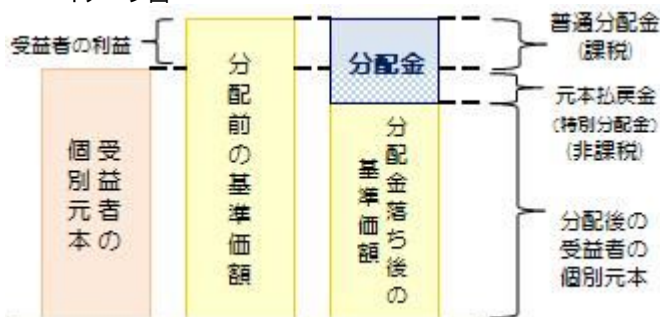 受益者の利益
受益者の
個別元本
分配前の基準価額
分配金
分配金落ち後の
基準価額
普通分配金
(課税)
元本払戻金
(特別分配金)
(非課税)
分配後の
受益者の
個別元本